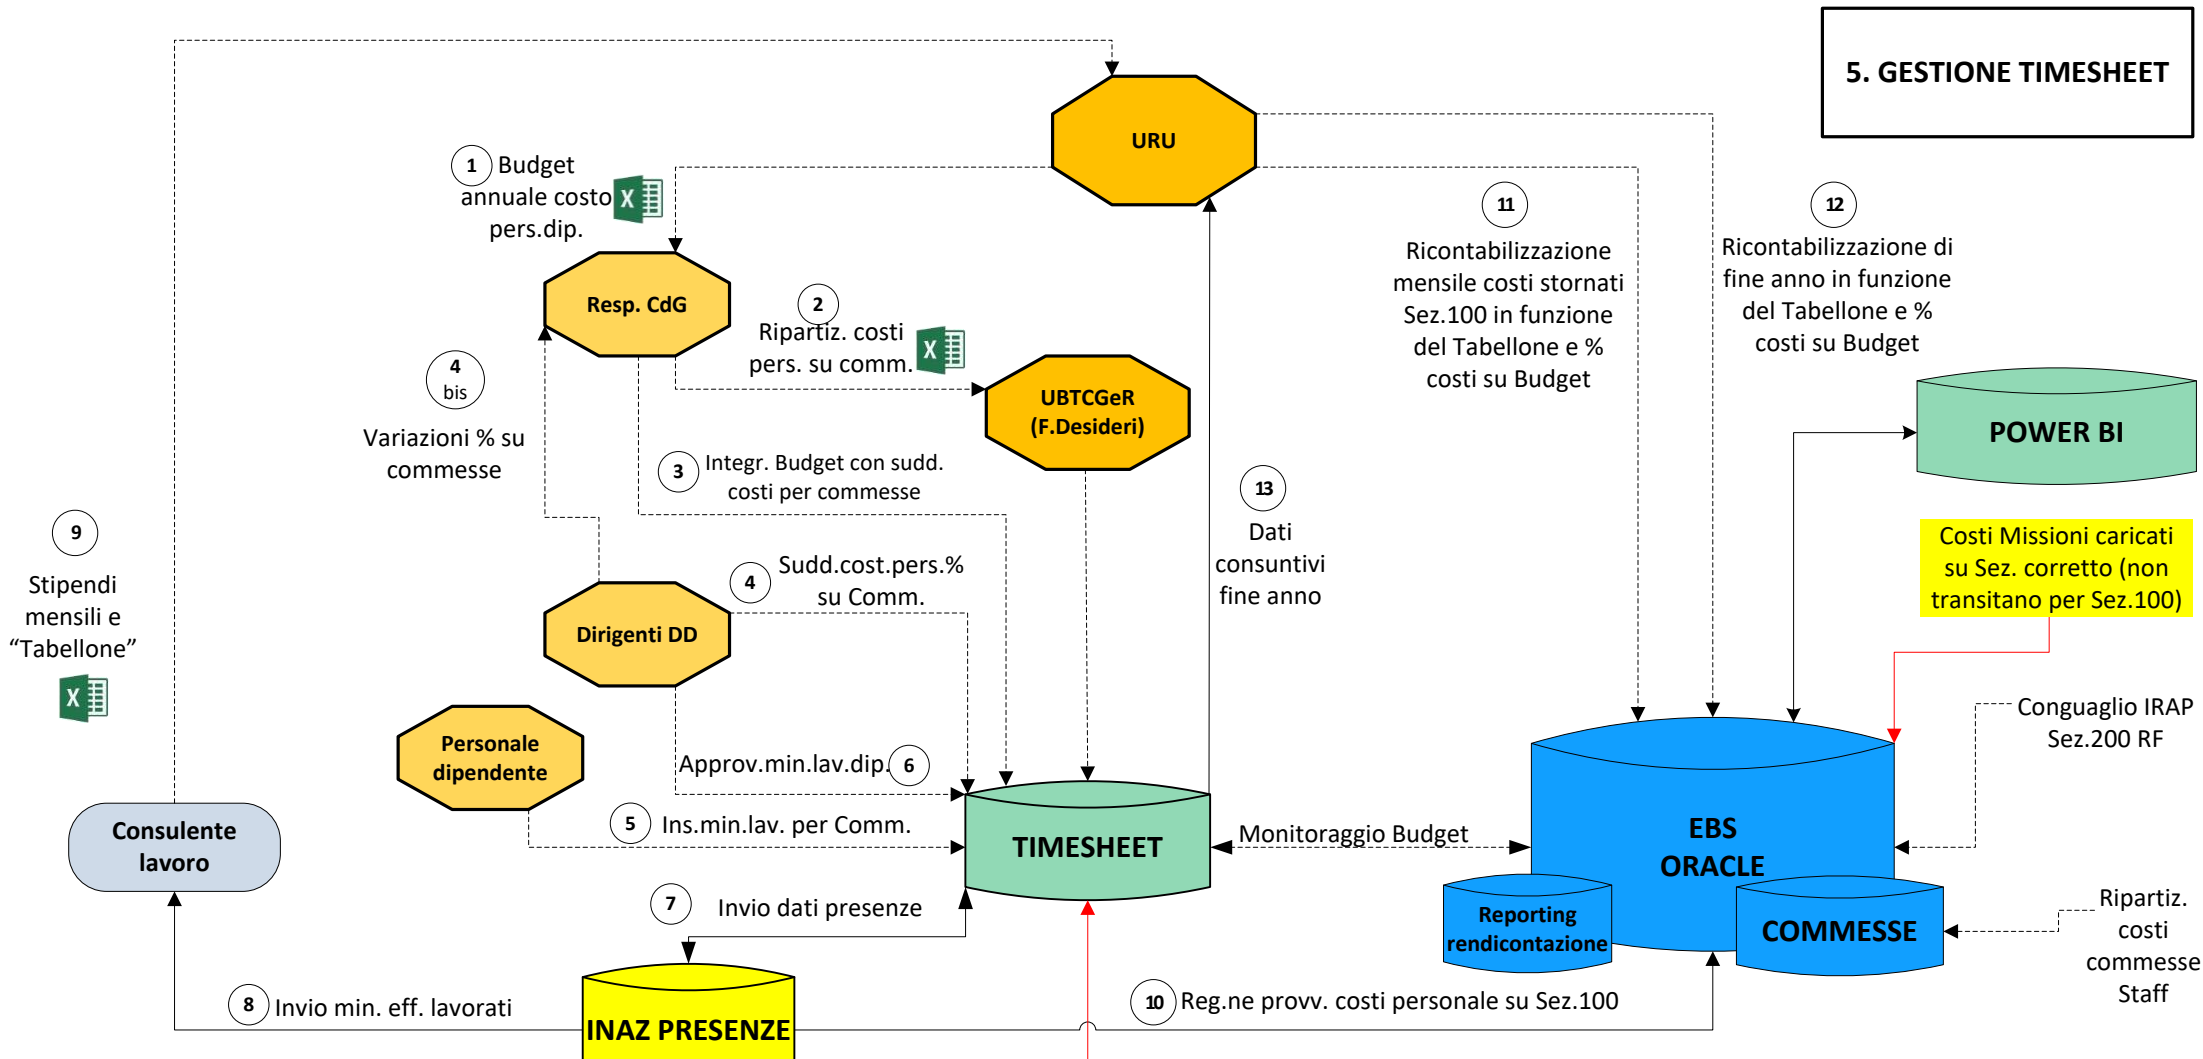 5. GESTIONE TIMESHEET
URU
1
Budget
annuale costo
pers.dip.
X
11
Ricontabilizzazione
mensile costi stornati
Sez.100 in funzione
del Tabellone e %
costi su Budget
12
Ricontabilizzazione di
fine anno in funzione
del Tabellone e %
costi su Budget
Resp. CdG
2
Ripartiz. costi
pers. su comm.
X
4
bis
Variazioni % su
commesse
UBTCGeR
(F.Desideri)
POWER BI
3
Integr. Budget con sudd.
costi per commesse
13
Dati
consuntivi
fine anno
9
Stipendi
mensili e
“Tabellone”
X
4
Sudd.cost.pers.%
su Comm.
Costi Missioni caricati
su Sez. corretto (non
transitano per Sez.100)
Dirigenti DD
Personale
dipendente
Approv.min.lav.dip.
6
Conguaglio IRAP
Sez.200 RF
5
Ins.min.lav. per Comm.
Consulente
lavoro
TIMESHEET
Monitoraggio Budget
EBS
ORACLE
Reporting
rendicontazione
COMMESSE
Ripartiz.
costi
commesse
Staff
7
Invio dati presenze
8
Invio min. eff. lavorati
INAZ PRESENZE
10
Reg.ne provv. costi personale su Sez.100